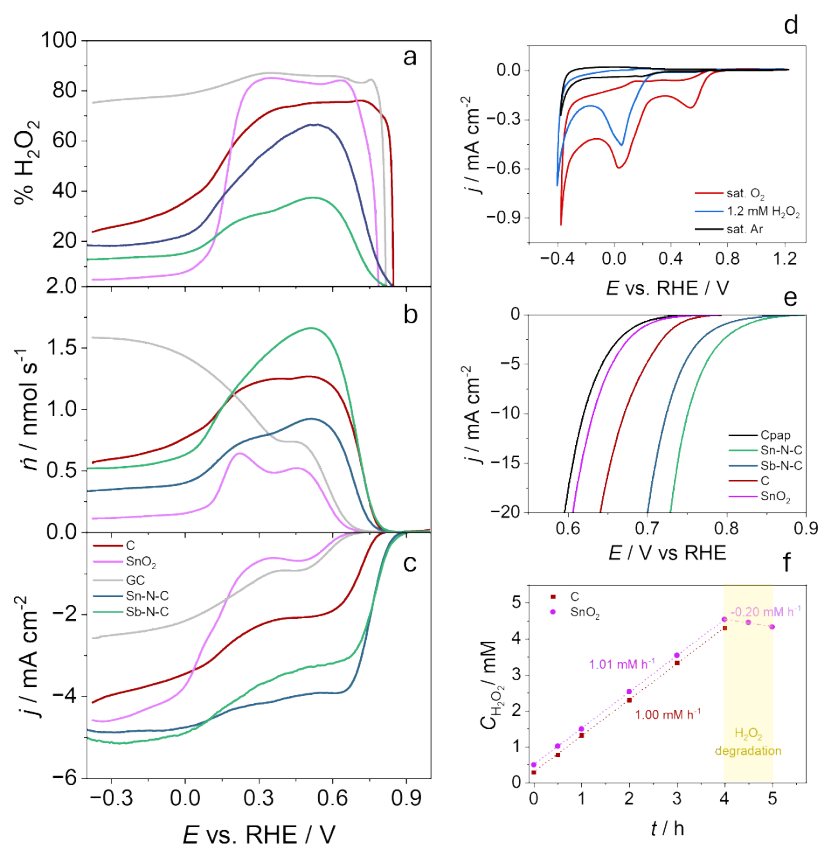 a
% H₂O₂
100
80
60
40
20
2.0
b
ṅ / nmol s⁻¹
1.5
1.0
0.5
0.0
C
SnO₂
GC
Sn-N-C
Sb-N-C
c
j / mA cm⁻²
−2
−4
−6
−0.3 0.0 0.3 0.6 0.9
E vs. RHE / V
d
j / mA cm⁻²
0.0
−0.3
−0.6
−0.9
sat. O₂
1.2 mM H₂O₂
sat. Ar
−0.4 0.0 0.4 0.8 1.2
E vs. RHE / V
e
j / mA cm⁻²
0
−5
−10
−15
−20
Cpap
Sn-N-C
Sb-N-C
C
SnO₂
0.6 0.7 0.8 0.9
E / V vs RHE
f
C
SnO₂
-0.20 mM h⁻¹
1.01 mM h⁻¹
1.00 mM h⁻¹
H₂O₂
degradation
C H₂O₂ / mM
5
4
3
2
1
0
0 1 2 3 4 5
t / h